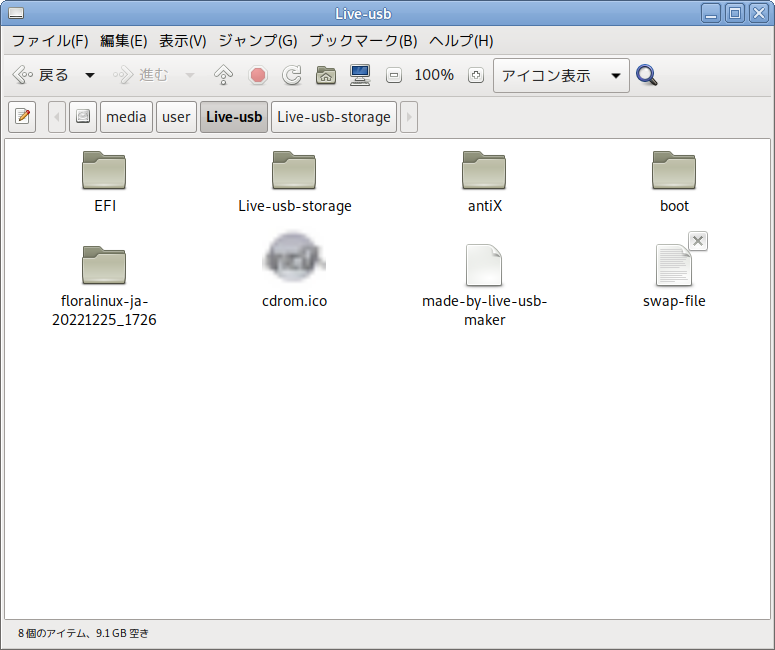 Live-usb
ファイル(F) 編集(E) 表示(V) ジャンプ(G) ブックマーク(B) ヘルプ(H)
戻る 進む 100% アイコン表示
media user Live-usb Live-usb-storage
EFI Live-usb-storage antiX boot
floralinux-ja-20221225_1726
cdrom.ico
made-by-live-usb-maker
swap-file
8 個のアイテム、9.1 GB 空き